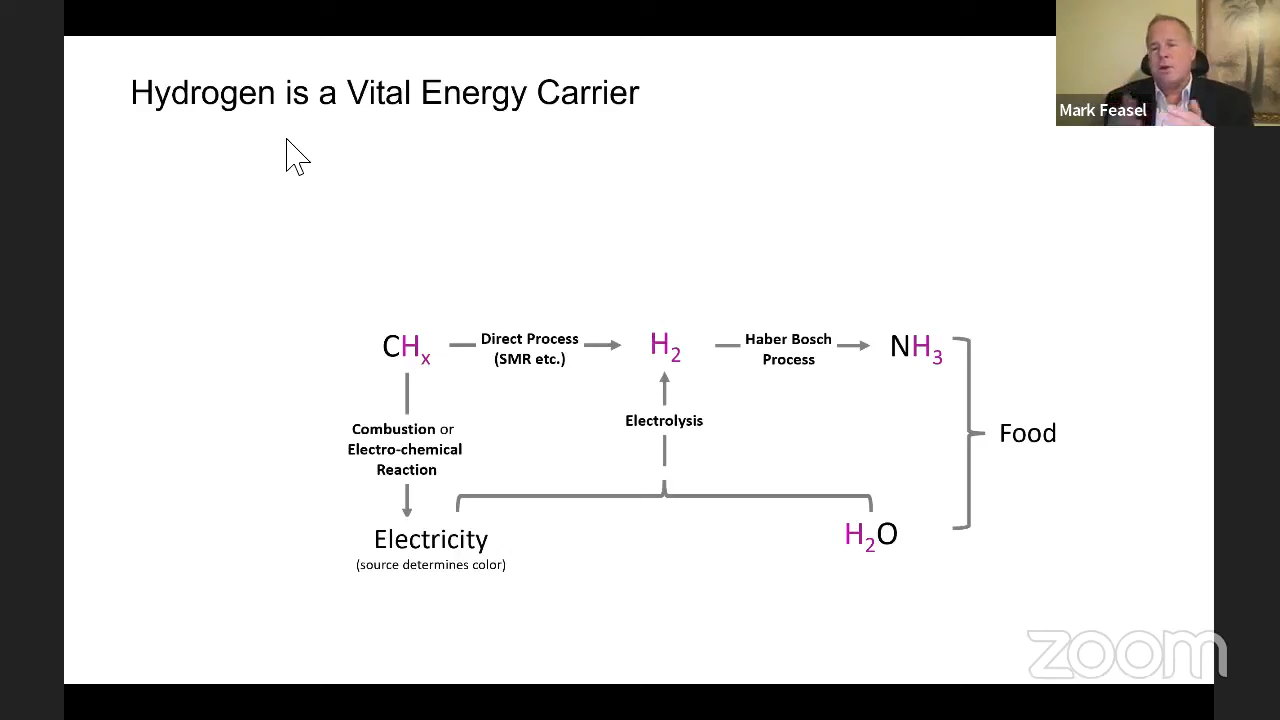 Hydrogen is a Vital Energy Carrier
Mark Feasel
CHx
Direct Process
(SMR etc.)
H2
Haber Bosch
Process
NH3
Electrolysis
Combustion or
Electro-chemical
Reaction
Food
Electricity
(source determines color)
H2O
zoom